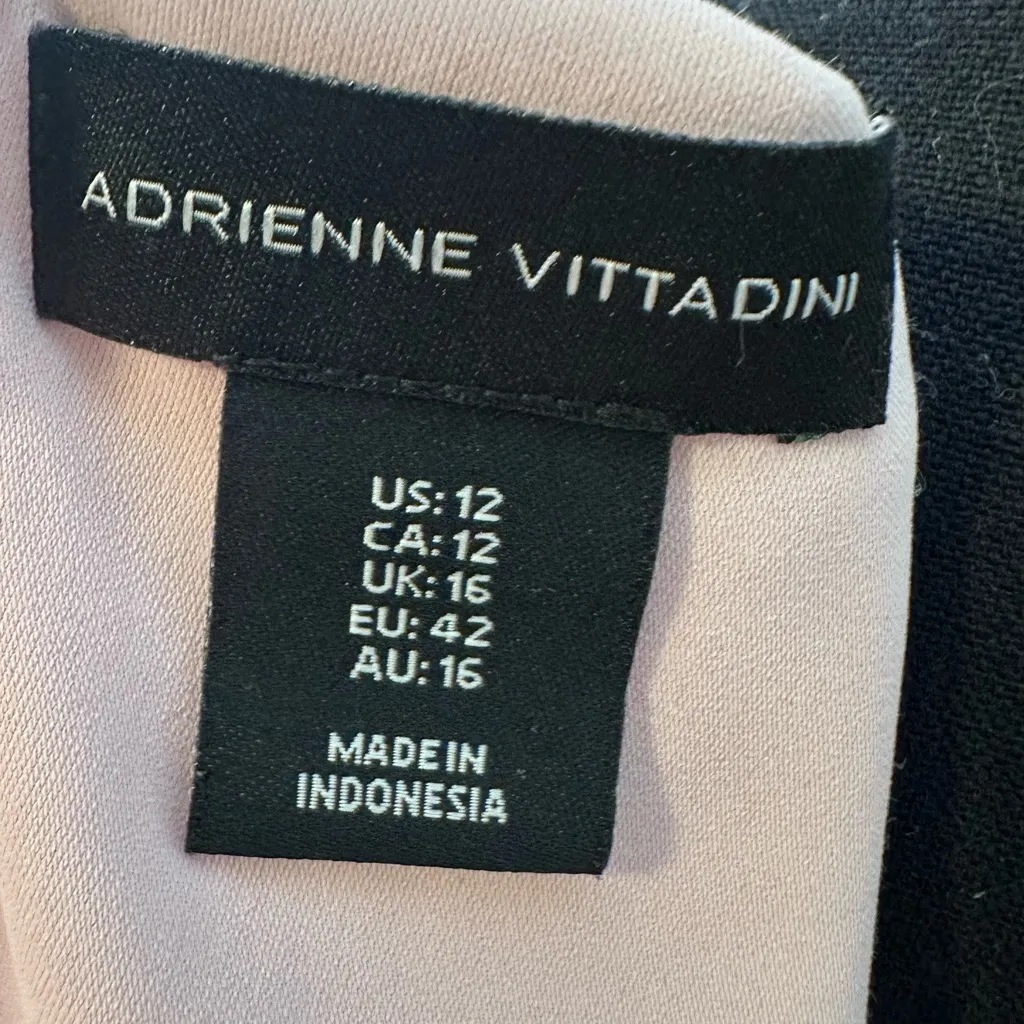 ADRIENNE VITTADINI
US: 12
CA: 12
UK: 16
EU: 42
AU: 16
MADE IN
INDONESIA